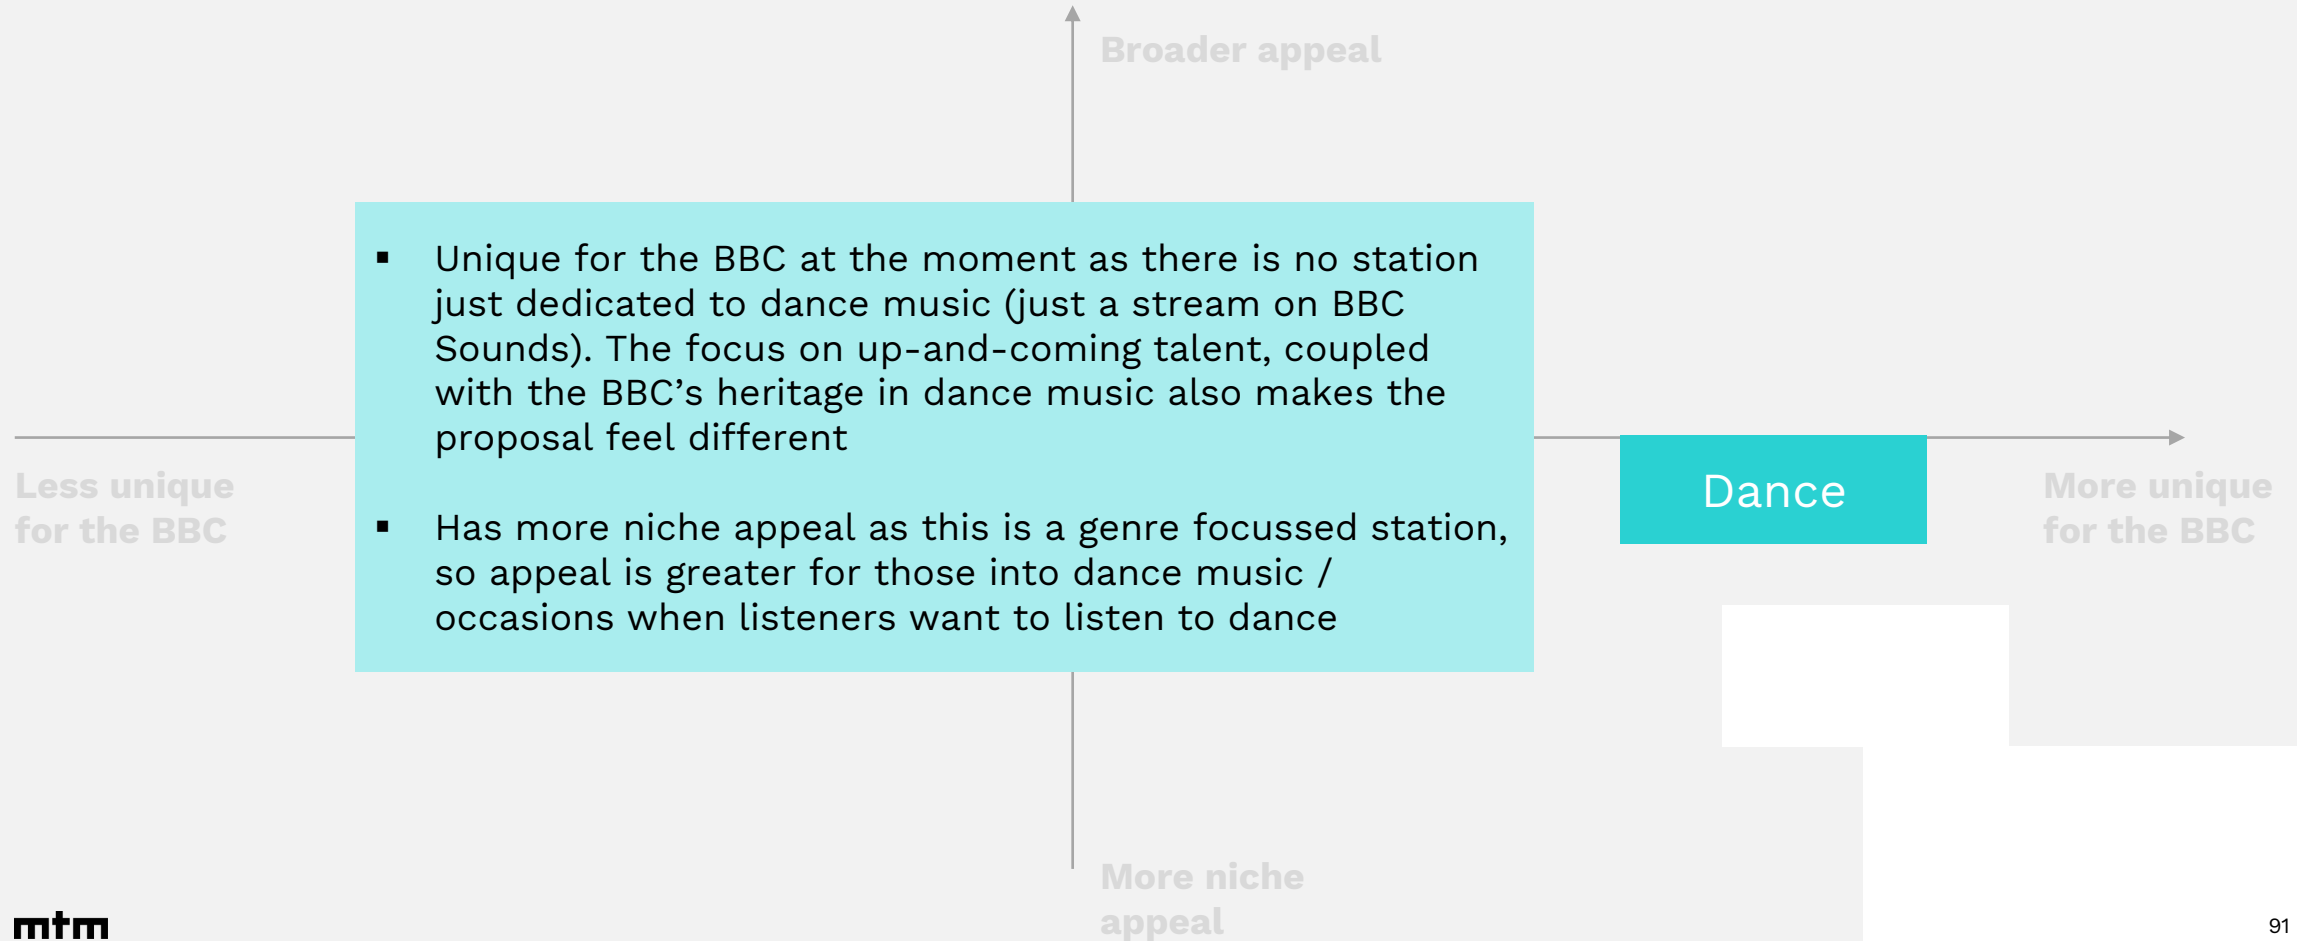 Broader appeal
▪ Unique for the BBC at the moment as there is no station
just dedicated to dance music (just a stream on BBC
Sounds). The focus on up-and-coming talent, coupled
with the BBC’s heritage in dance music also makes the
proposal feel different
▪ Has more niche appeal as this is a genre focussed station,
so appeal is greater for those into dance music /
occasions when listeners want to listen to dance
Less unique
for the BBC
Dance
More unique
for the BBC
More niche
appeal
mtm
91